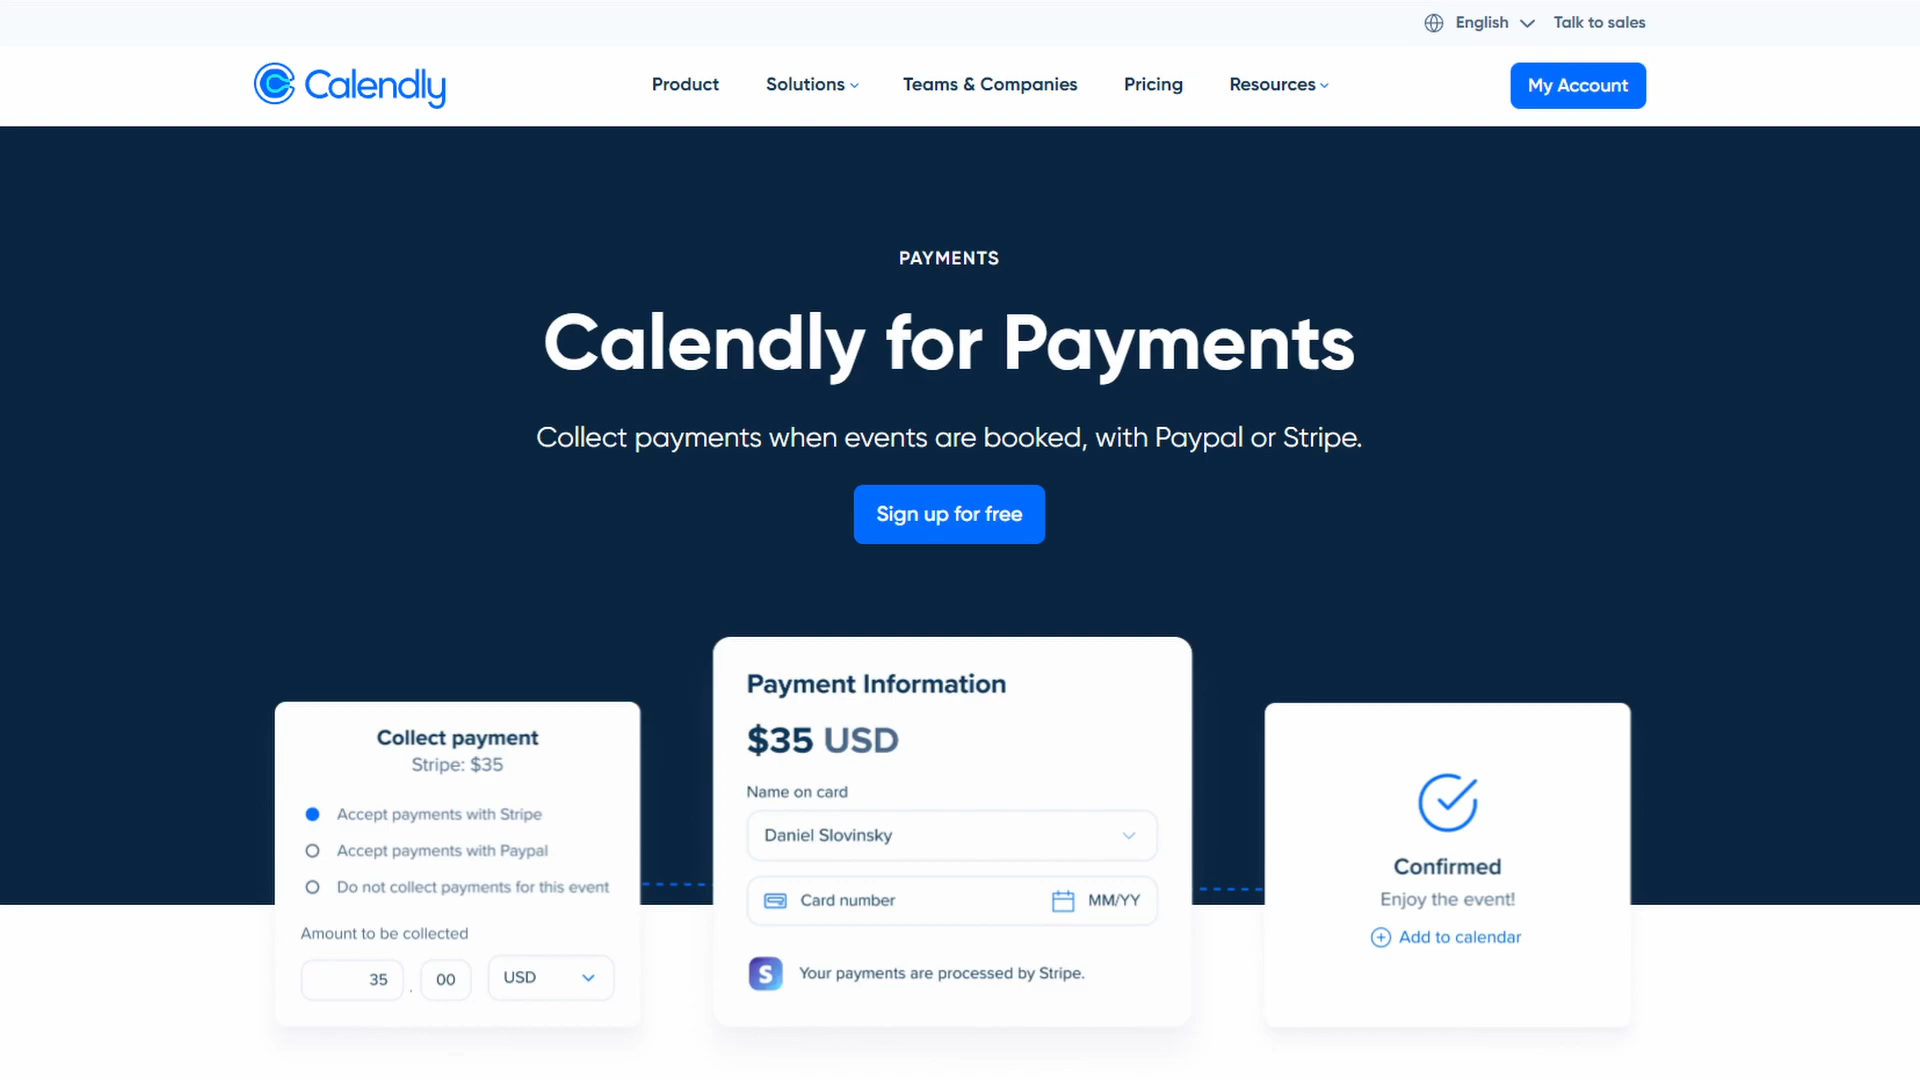 English
Talk to sales
Calendly
Product
Solutions
Teams & Companies
Pricing
Resources
My Account
PAYMENTS
Calendly for Payments
Collect payments when events are booked, with Paypal or Stripe.
Sign up for free
Collect payment
Stripe: $35
Accept payments with Stripe
Accept payments with Paypal
Do not collect payments for this event
Amount to be collected
35 . 00 USD
Payment Information
$35 USD
Name on card
Daniel Slovinsky
Card number MM/YY
S
Your payments are processed by Stripe.
Confirmed
Enjoy the event!
Add to calendar